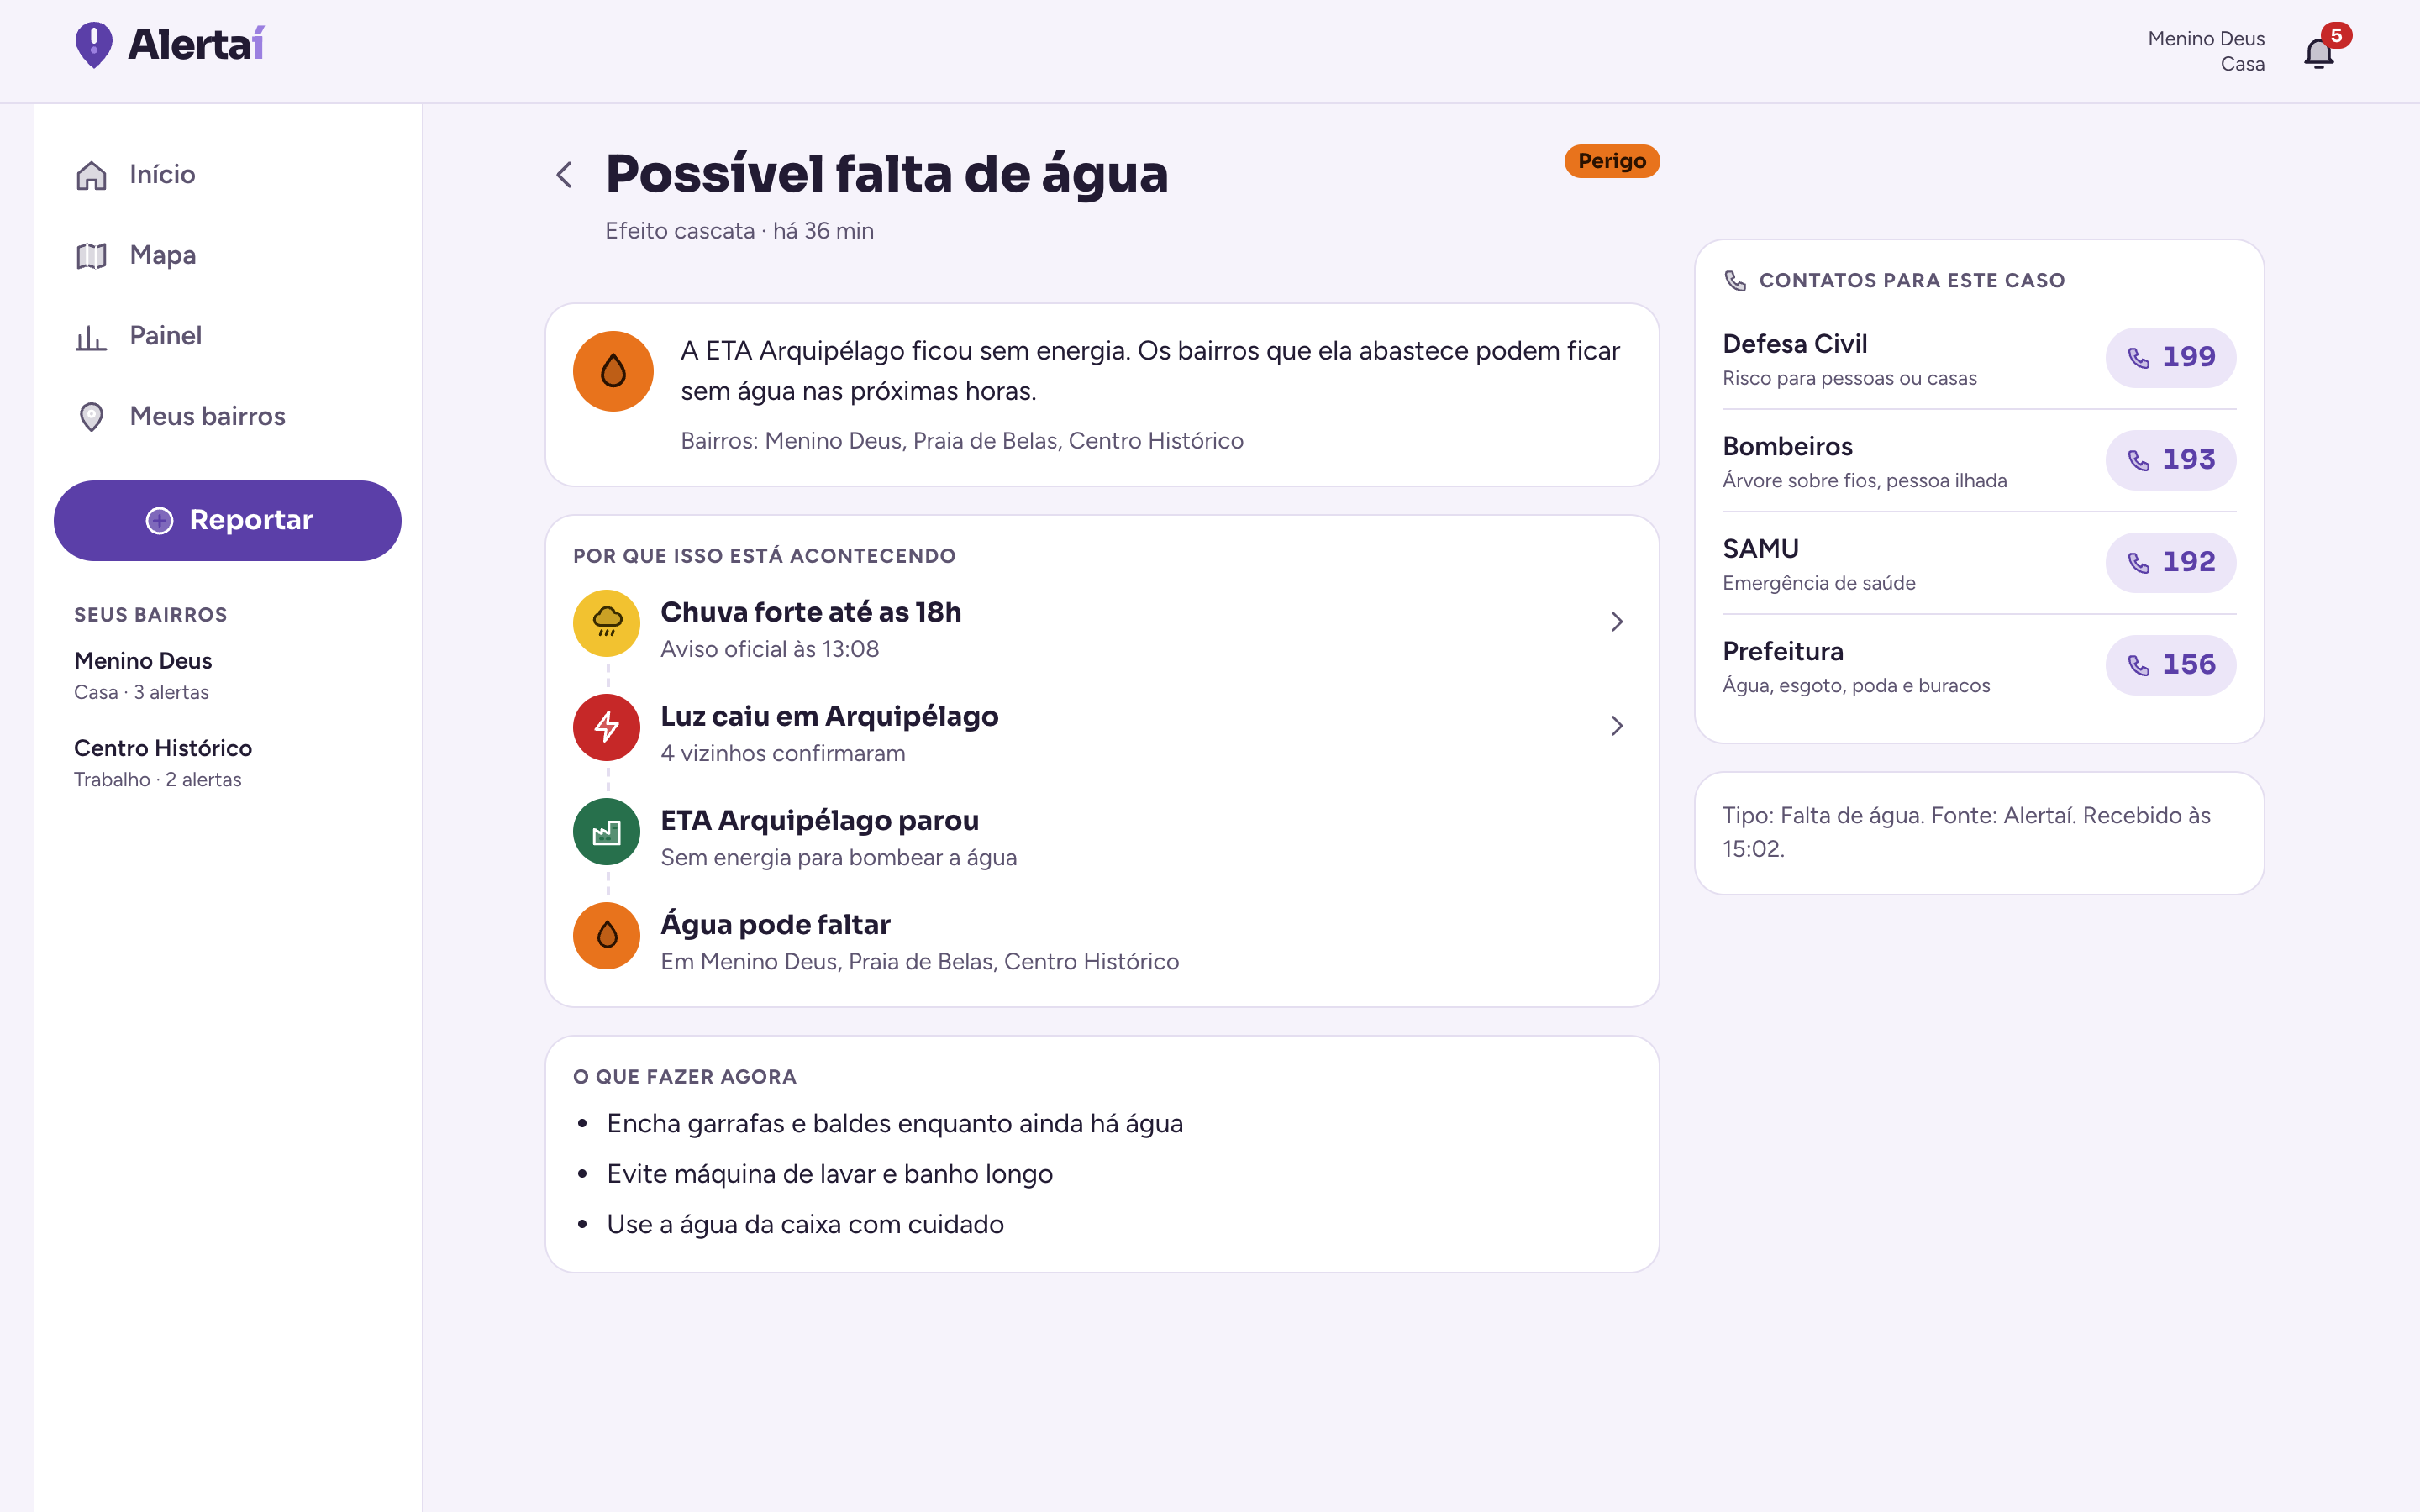 Alertaí
Menino Deus
Casa
5
Início
Mapa
Painel
Meus bairros
Reportar
SEUS BAIRROS
Menino Deus
Casa · 3 alertas
Centro Histórico
Trabalho · 2 alertas
Possível falta de água
Perigo
Efeito cascata · há 36 min
A ETA Arquipélago ficou sem energia. Os bairros que ela abastece podem ficar
sem água nas próximas horas.
Bairros: Menino Deus, Praia de Belas, Centro Histórico
POR QUE ISSO ESTÁ ACONTECENDO
Chuva forte até as 18h
Aviso oficial às 13:08
Luz caiu em Arquipélago
4 vizinhos confirmaram
ETA Arquipélago parou
Sem energia para bombear a água
Água pode faltar
Em Menino Deus, Praia de Belas, Centro Histórico
O QUE FAZER AGORA
• Encha garrafas e baldes enquanto ainda há água
• Evite máquina de lavar e banho longo
• Use a água da caixa com cuidado
CONTATOS PARA ESTE CASO
Defesa Civil
Risco para pessoas ou casas
199
Bombeiros
Árvore sobre fios, pessoa ilhada
193
SAMU
Emergência de saúde
192
Prefeitura
Água, esgoto, poda e buracos
156
Tipo: Falta de água. Fonte: Alertaí. Recebido às
15:02.